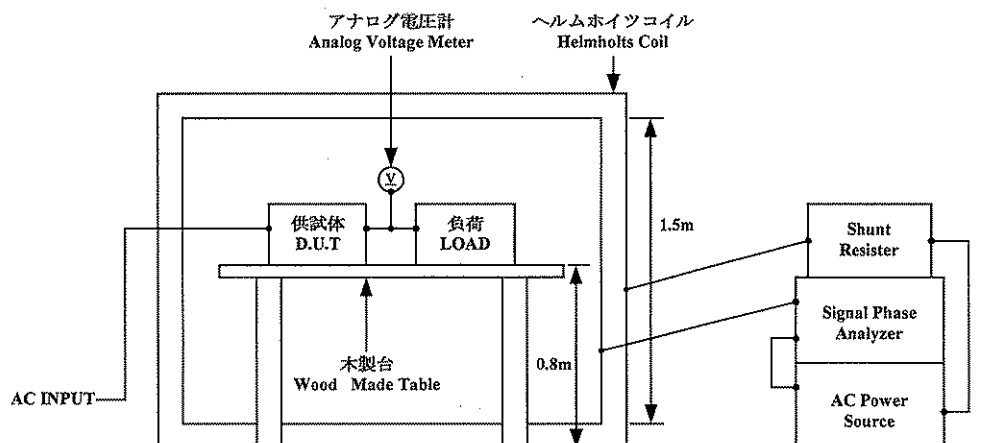 アナログ電圧計
Analog Voltage Meter
ヘルムホイツコイル
Helmholts Coil
V
供試体
D.U.T
負荷
LOAD
1.5m
Shunt
Resister
Signal Phase
Analyzer
木製台
Wood Made Table
0.8m
AC INPUT
AC Power
Source